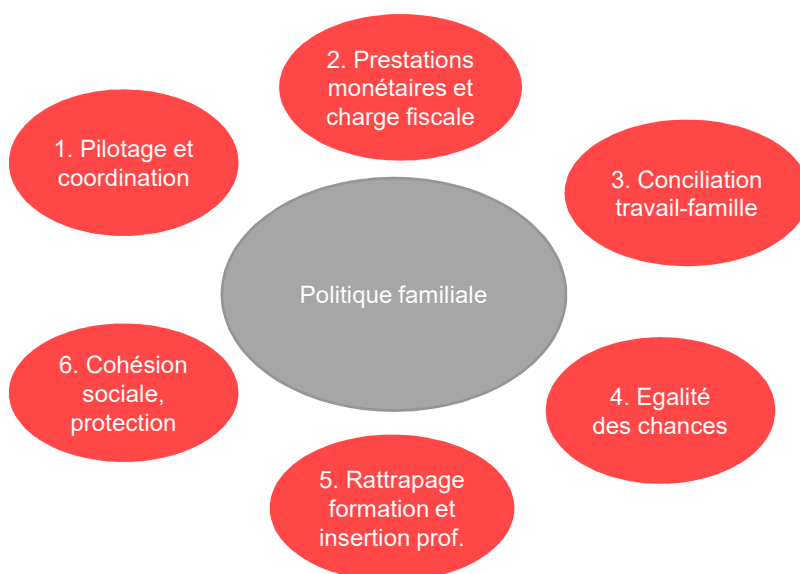 1. Pilotage et
coordination
2. Prestations
monétaires et
charge fiscale
3. Conciliation
travail-famille
Politique familiale
4. Egalité
des chances
5. Rattrapage
formation et
insertion prof.
6. Cohésion
sociale,
protection